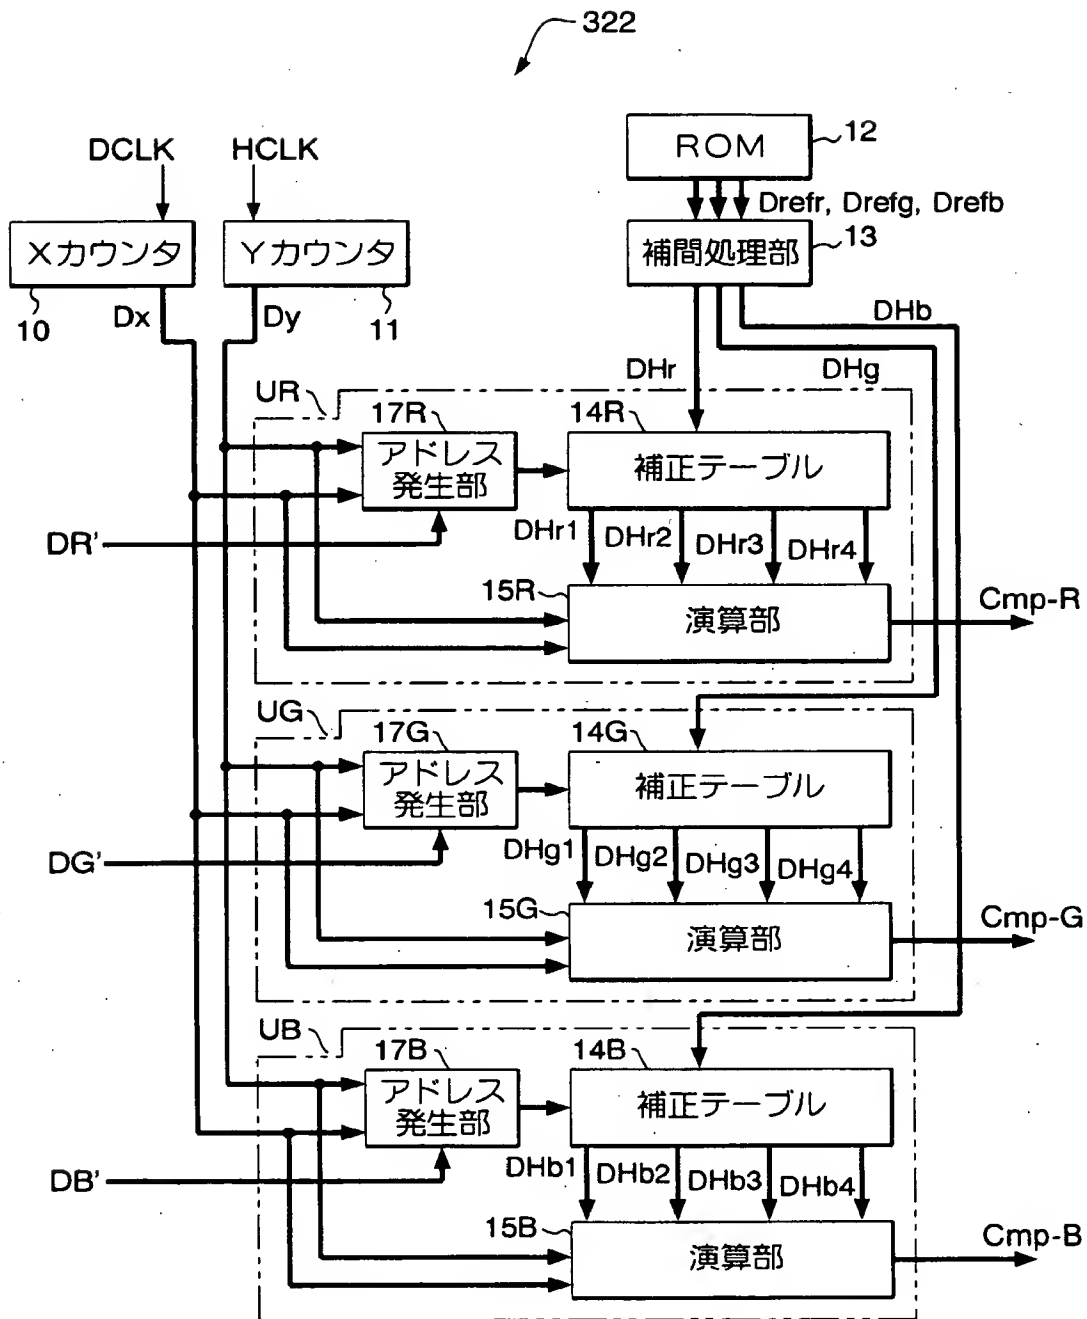 322
DCLK
HCLK
ROM
12
Drefr, Drefg, Drefb
Xカウンタ
Yカウンタ
補間処理部
13
10
Dx
Dy
11
DHb
DHr
DHg
UR
17R
14R
アドレス
発生部
補正テーブル
DR'
DHr1
DHr2
DHr3
DHr4
15R
演算部
Cmp-R
UG
17G
14G
アドレス
発生部
補正テーブル
DG'
DHg1
DHg2
DHg3
DHg4
15G
演算部
Cmp-G
UB
17B
14B
アドレス
発生部
補正テーブル
DB'
DHb1
DHb2
DHb3
DHb4
15B
演算部
Cmp-B